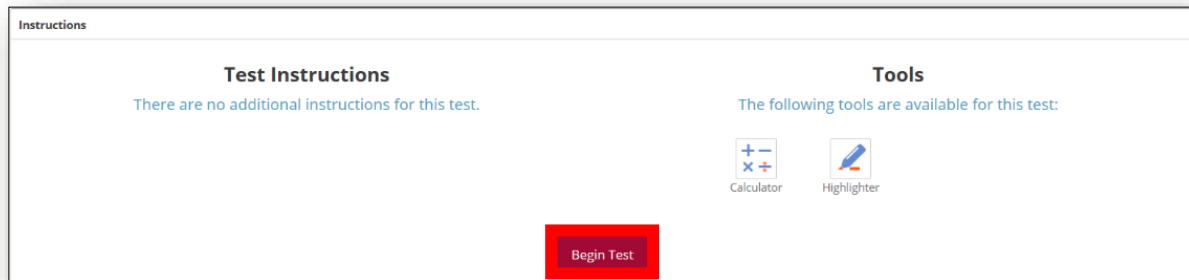 Instructions
Test Instructions
There are no additional instructions for this test.
Tools
The following tools are available for this test:
Calculator
Highlighter
Begin Test